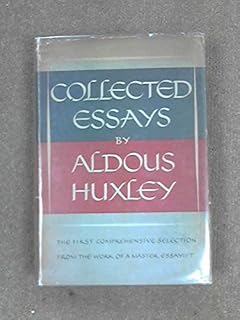 COLLECTED
ESSAYS
BY
ALDOUS
HUXLEY
THE FIRST COMPREHENSIVE SELECTION
FROM THE WORK OF A MASTER ESSAYIST